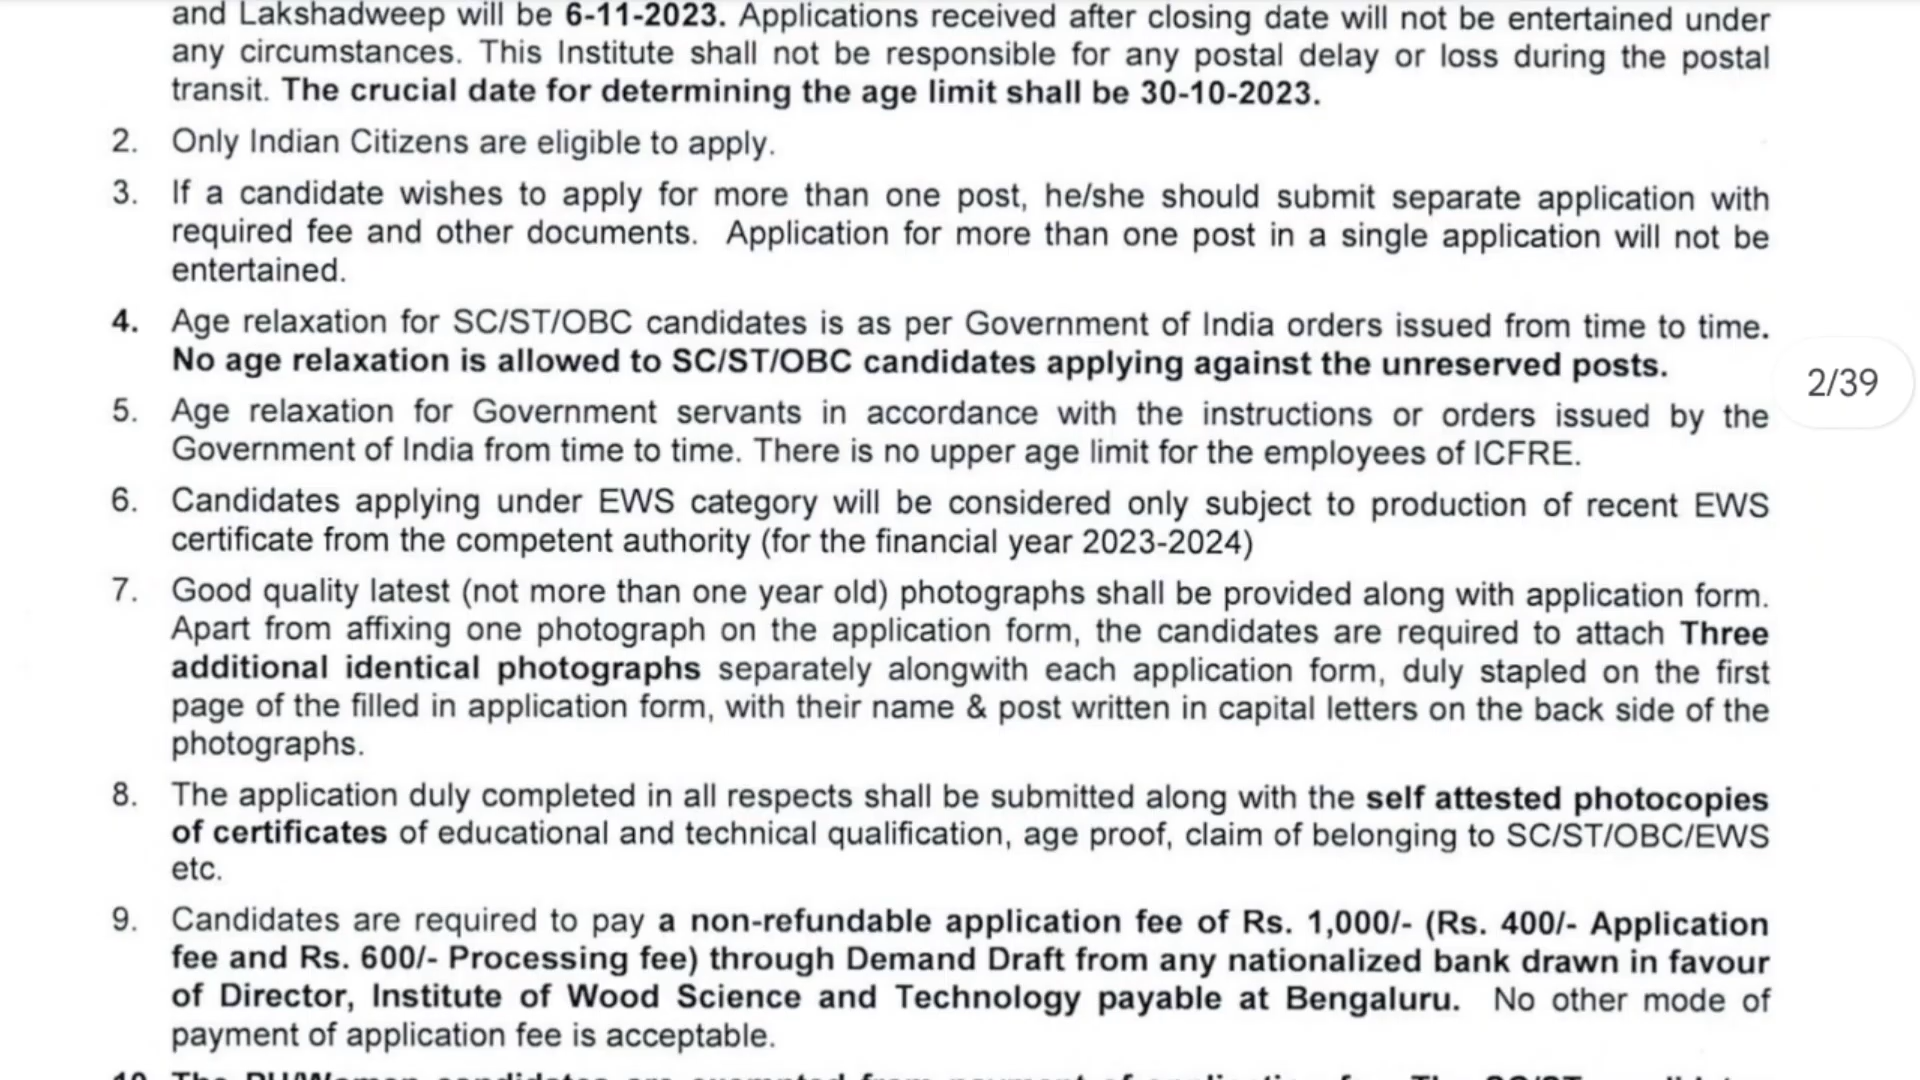 and Lakshadweep will be 6-11-2023. Applications received after closing date will not be entertained under
any circumstances. This Institute shall not be responsible for any postal delay or loss during the postal
transit. The crucial date for determining the age limit shall be 30-10-2023.
2. Only Indian Citizens are eligible to apply.
3. If a candidate wishes to apply for more than one post, he/she should submit separate application with
required fee and other documents. Application for more than one post in a single application will not be
entertained.
4. Age relaxation for SC/ST/OBC candidates is as per Government of India orders issued from time to time.
No age relaxation is allowed to SC/ST/OBC candidates applying against the unreserved posts.
2/39
5. Age relaxation for Government servants in accordance with the instructions or orders issued by the
Government of India from time to time. There is no upper age limit for the employees of ICFRE.
6. Candidates applying under EWS category will be considered only subject to production of recent EWS
certificate from the competent authority (for the financial year 2023-2024)
7. Good quality latest (not more than one year old) photographs shall be provided along with application form.
Apart from affixing one photograph on the application form, the candidates are required to attach Three
additional identical photographs separately alongwith each application form, duly stapled on the first
page of the filled in application form, with their name & post written in capital letters on the back side of the
photographs.
8. The application duly completed in all respects shall be submitted along with the self attested photocopies
of certificates of educational and technical qualification, age proof, claim of belonging to SC/ST/OBC/EWS
etc.
9. Candidates are required to pay a non-refundable application fee of Rs. 1,000/- (Rs. 400/- Application
fee and Rs. 600/- Processing fee) through Demand Draft from any nationalized bank drawn in favour
of Director, Institute of Wood Science and Technology payable at Bengaluru. No other mode of
payment of application fee is acceptable.